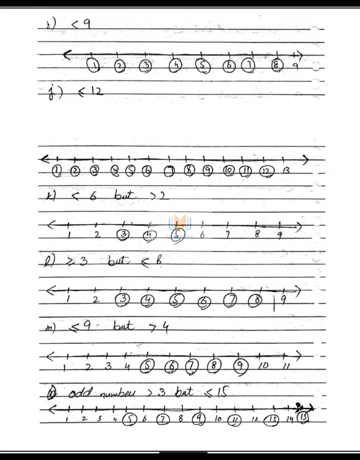 i) < 9
1 2 3 4 5 6 7 8 9
j) ≤ 12
1 2 3 4 5 6 7 8 9 10 11 12 13
k) < 6 but > 2
1 2 3 4 5 6 7 8 9
l) ≥ 3 but ≤ 8
1 2 3 4 5 6 7 8 9
m) ≤ 9 but > 4
1 2 3 4 5 6 7 8 9 10 11
odd numbers > 3 but ≤ 15
1 2 3 4 5 6 7 8 9 10 11 12 13 14 15